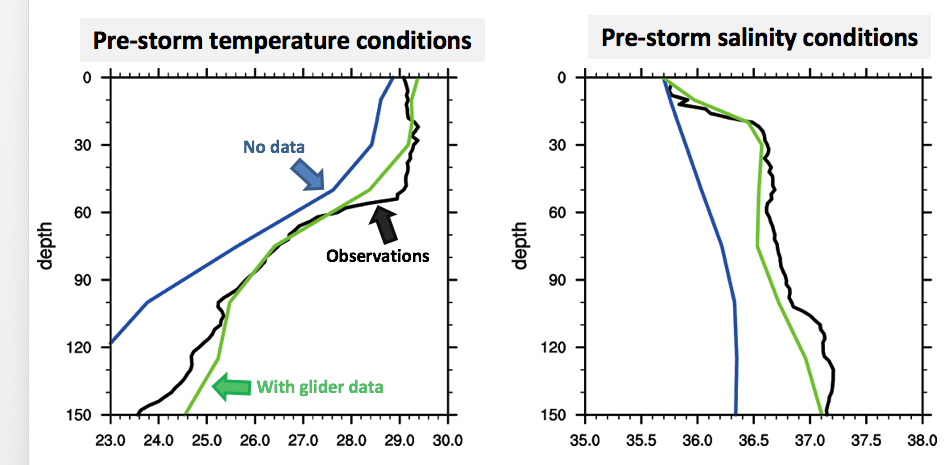 Pre-storm temperature conditions
Pre-storm salinity conditions
0
30
60
90
120
150
depth
No data
Observations
With glider data
23.0 24.0 25.0 26.0 27.0 28.0 29.0 30.0
0
30
60
90
120
150
depth
35.0 35.5 36.0 36.5 37.0 37.5 38.0